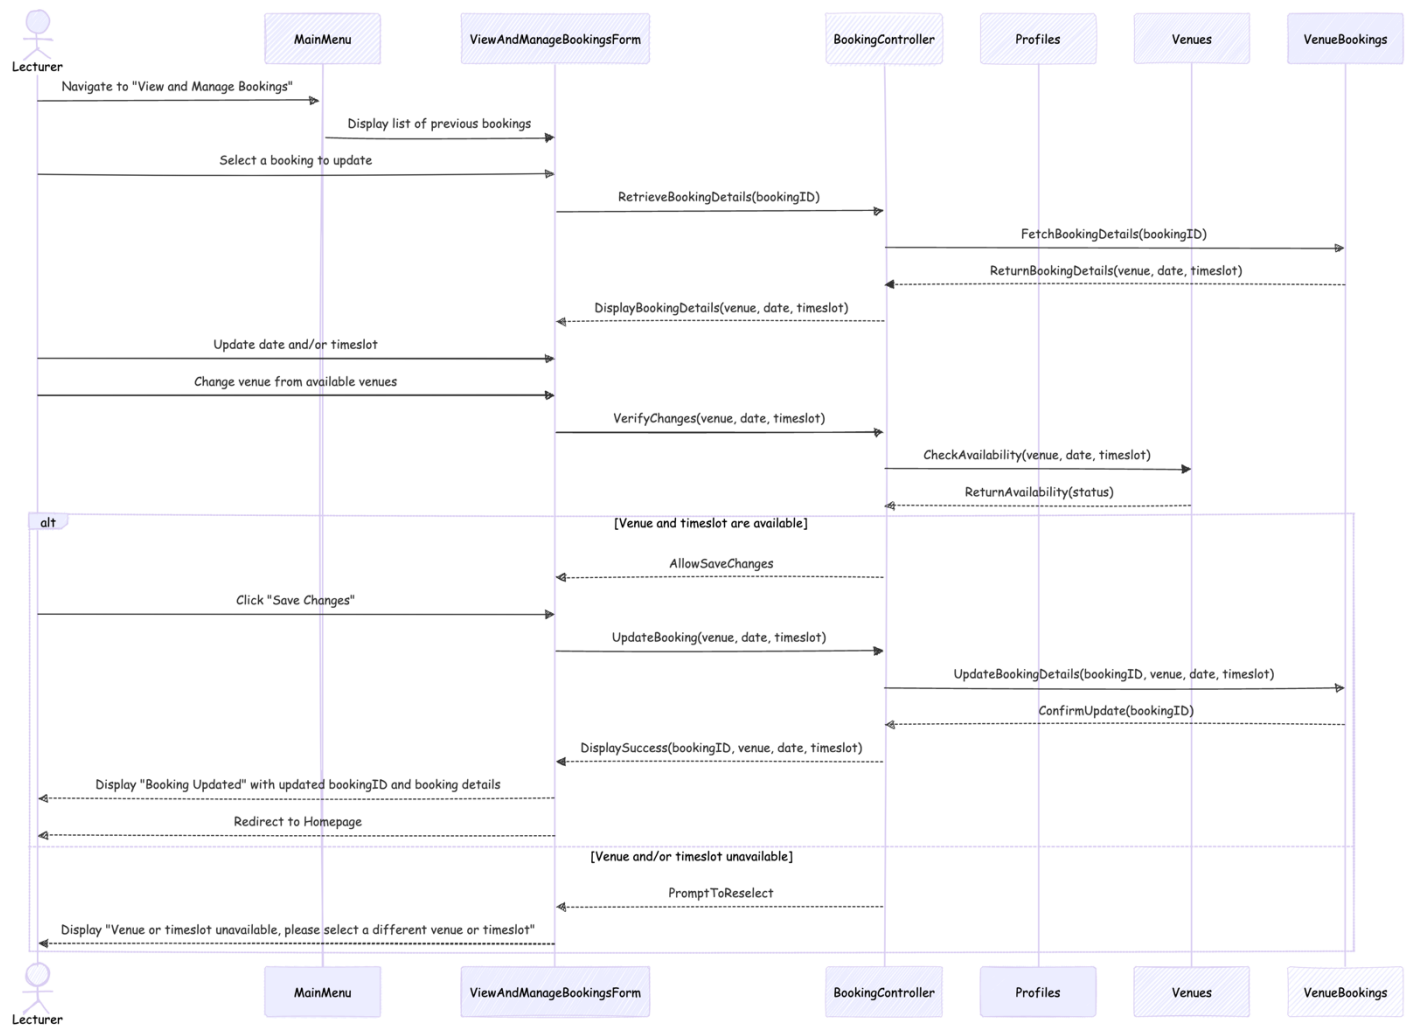 Lecturer
MainMenu
ViewAndManageBookingsForm
BookingController
Profiles
Venues
VenueBookings
Navigate to "View and Manage Bookings"
Display list of previous bookings
Select a booking to update
RetrieveBookingDetails(bookingID)
FetchBookingDetails(bookingID)
ReturnBookingDetails(venue, date, timeslot)
DisplayBookingDetails(venue, date, timeslot)
Update date and/or timeslot
Change venue from available venues
VerifyChanges(venue, date, timeslot)
CheckAvailability(venue, date, timeslot)
ReturnAvailability(status)
alt
[Venue and timeslot are available]
AllowSaveChanges
Click "Save Changes"
UpdateBooking(venue, date, timeslot)
UpdateBookingDetails(bookingID, venue, date, timeslot)
ConfirmUpdate(bookingID)
DisplaySuccess(bookingID, venue, date, timeslot)
Display "Booking Updated" with updated bookingID and booking details
Redirect to Homepage
[Venue and/or timeslot unavailable]
PromptToReselect
Display "Venue or timeslot unavailable, please select a different venue or timeslot"
Lecturer
MainMenu
ViewAndManageBookingsForm
BookingController
Profiles
Venues
VenueBookings